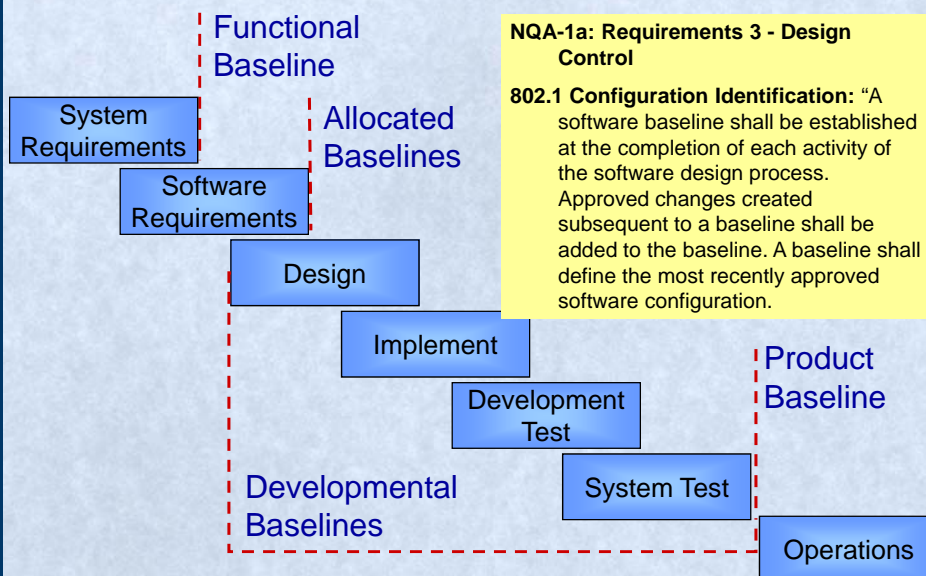 Functional
Baseline
NQA-1a: Requirements 3 - Design
Control
802.1 Configuration Identification: “A
software baseline shall be established
at the completion of each activity of
the software design process.
Approved changes created
subsequent to a baseline shall be
added to the baseline. A baseline shall
define the most recently approved
software configuration.
System
Requirements
Allocated
Baselines
Software
Requirements
Design
Implement
Product
Baseline
Development
Test
Developmental
Baselines
System Test
Operations